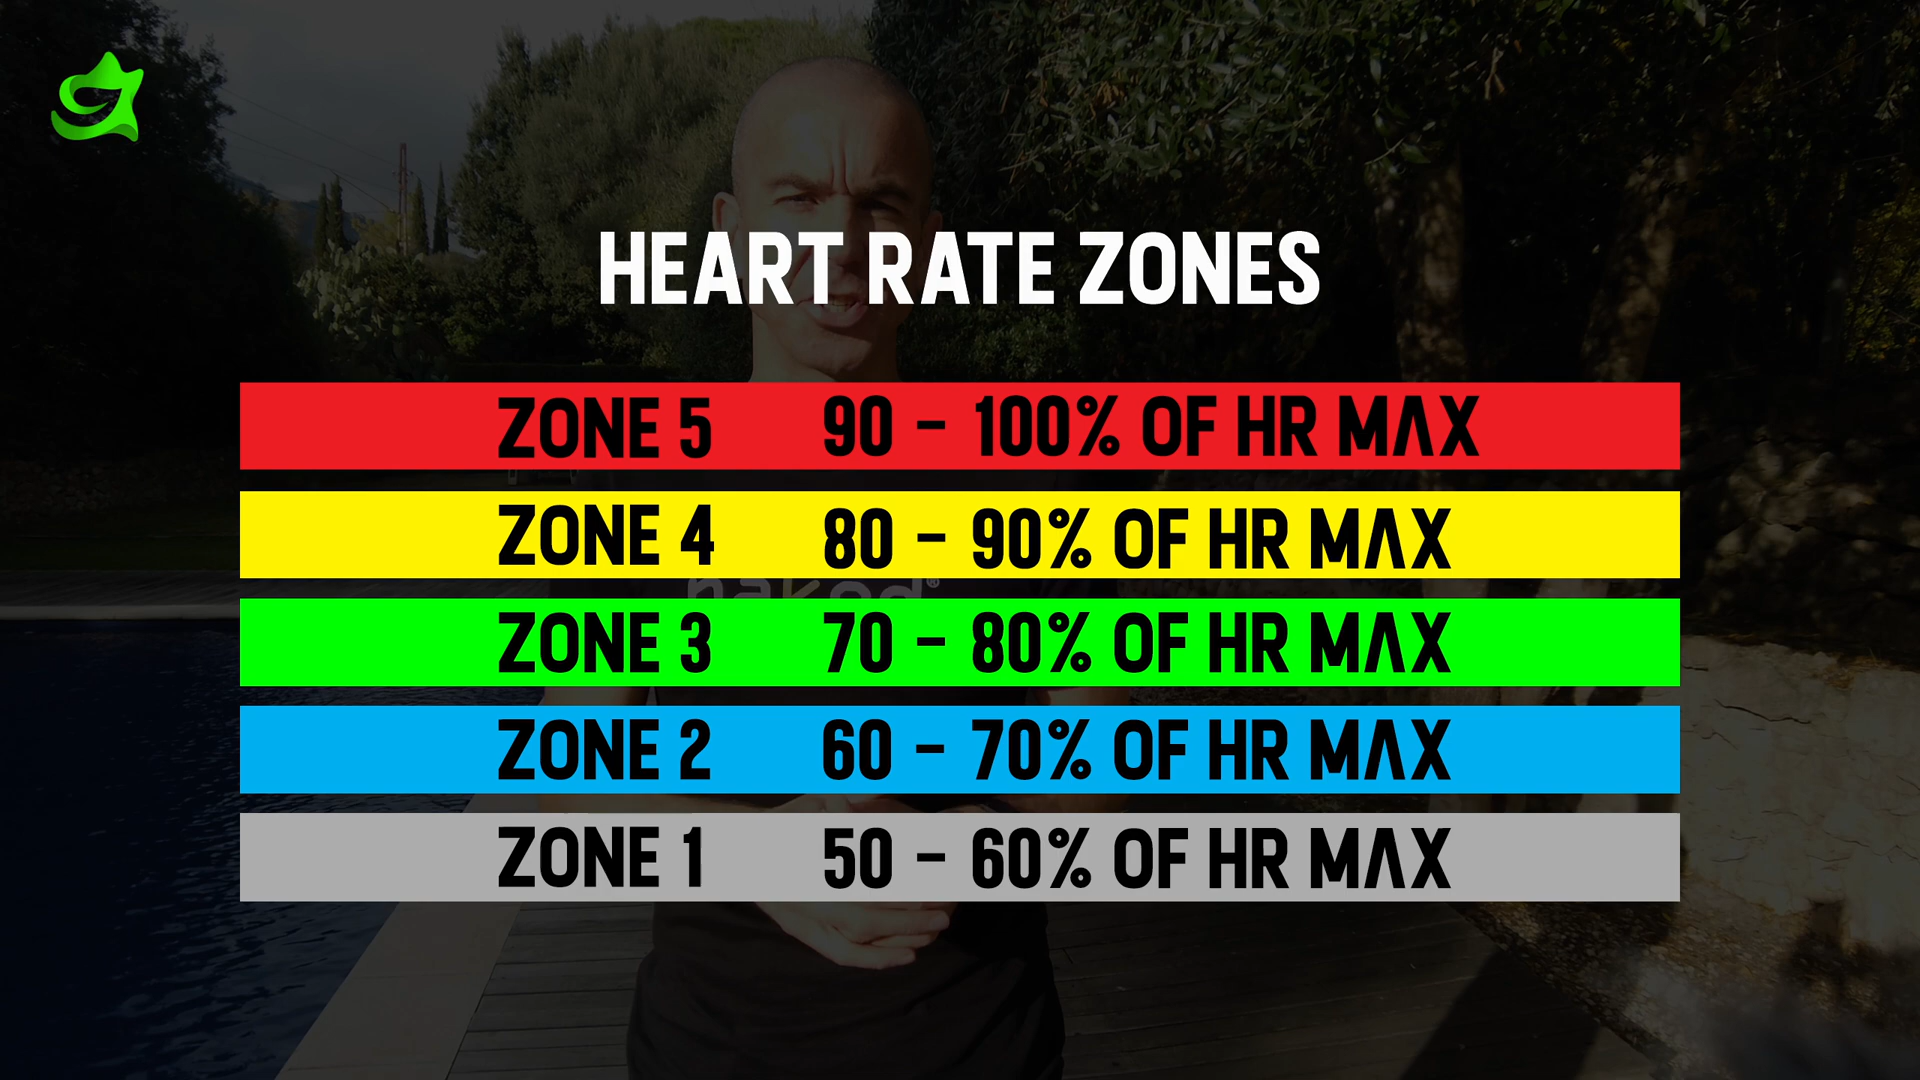 HEART RATE ZONES
ZONE 5 90 - 100% OF HR MAX
ZONE 4 80 - 90% OF HR MAX
naked®
ZONE 3 70 - 80% OF HR MAX
ZONE 2 60 - 70% OF HR MAX
ZONE 1 50 - 60% OF HR MAX